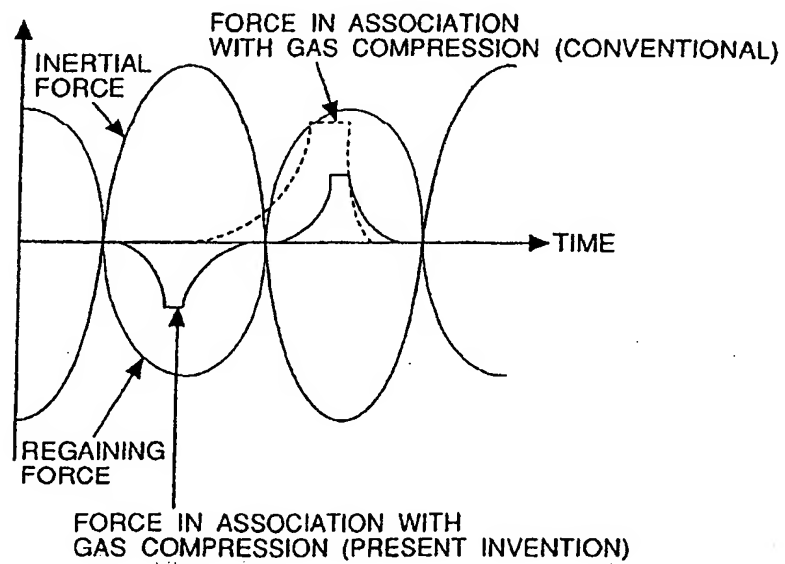 FORCE IN ASSOCIATION
WITH GAS COMPRESSION (CONVENTIONAL)
INERTIAL
FORCE
TIME
REGAINING
FORCE
FORCE IN ASSOCIATION WITH
GAS COMPRESSION (PRESENT INVENTION)